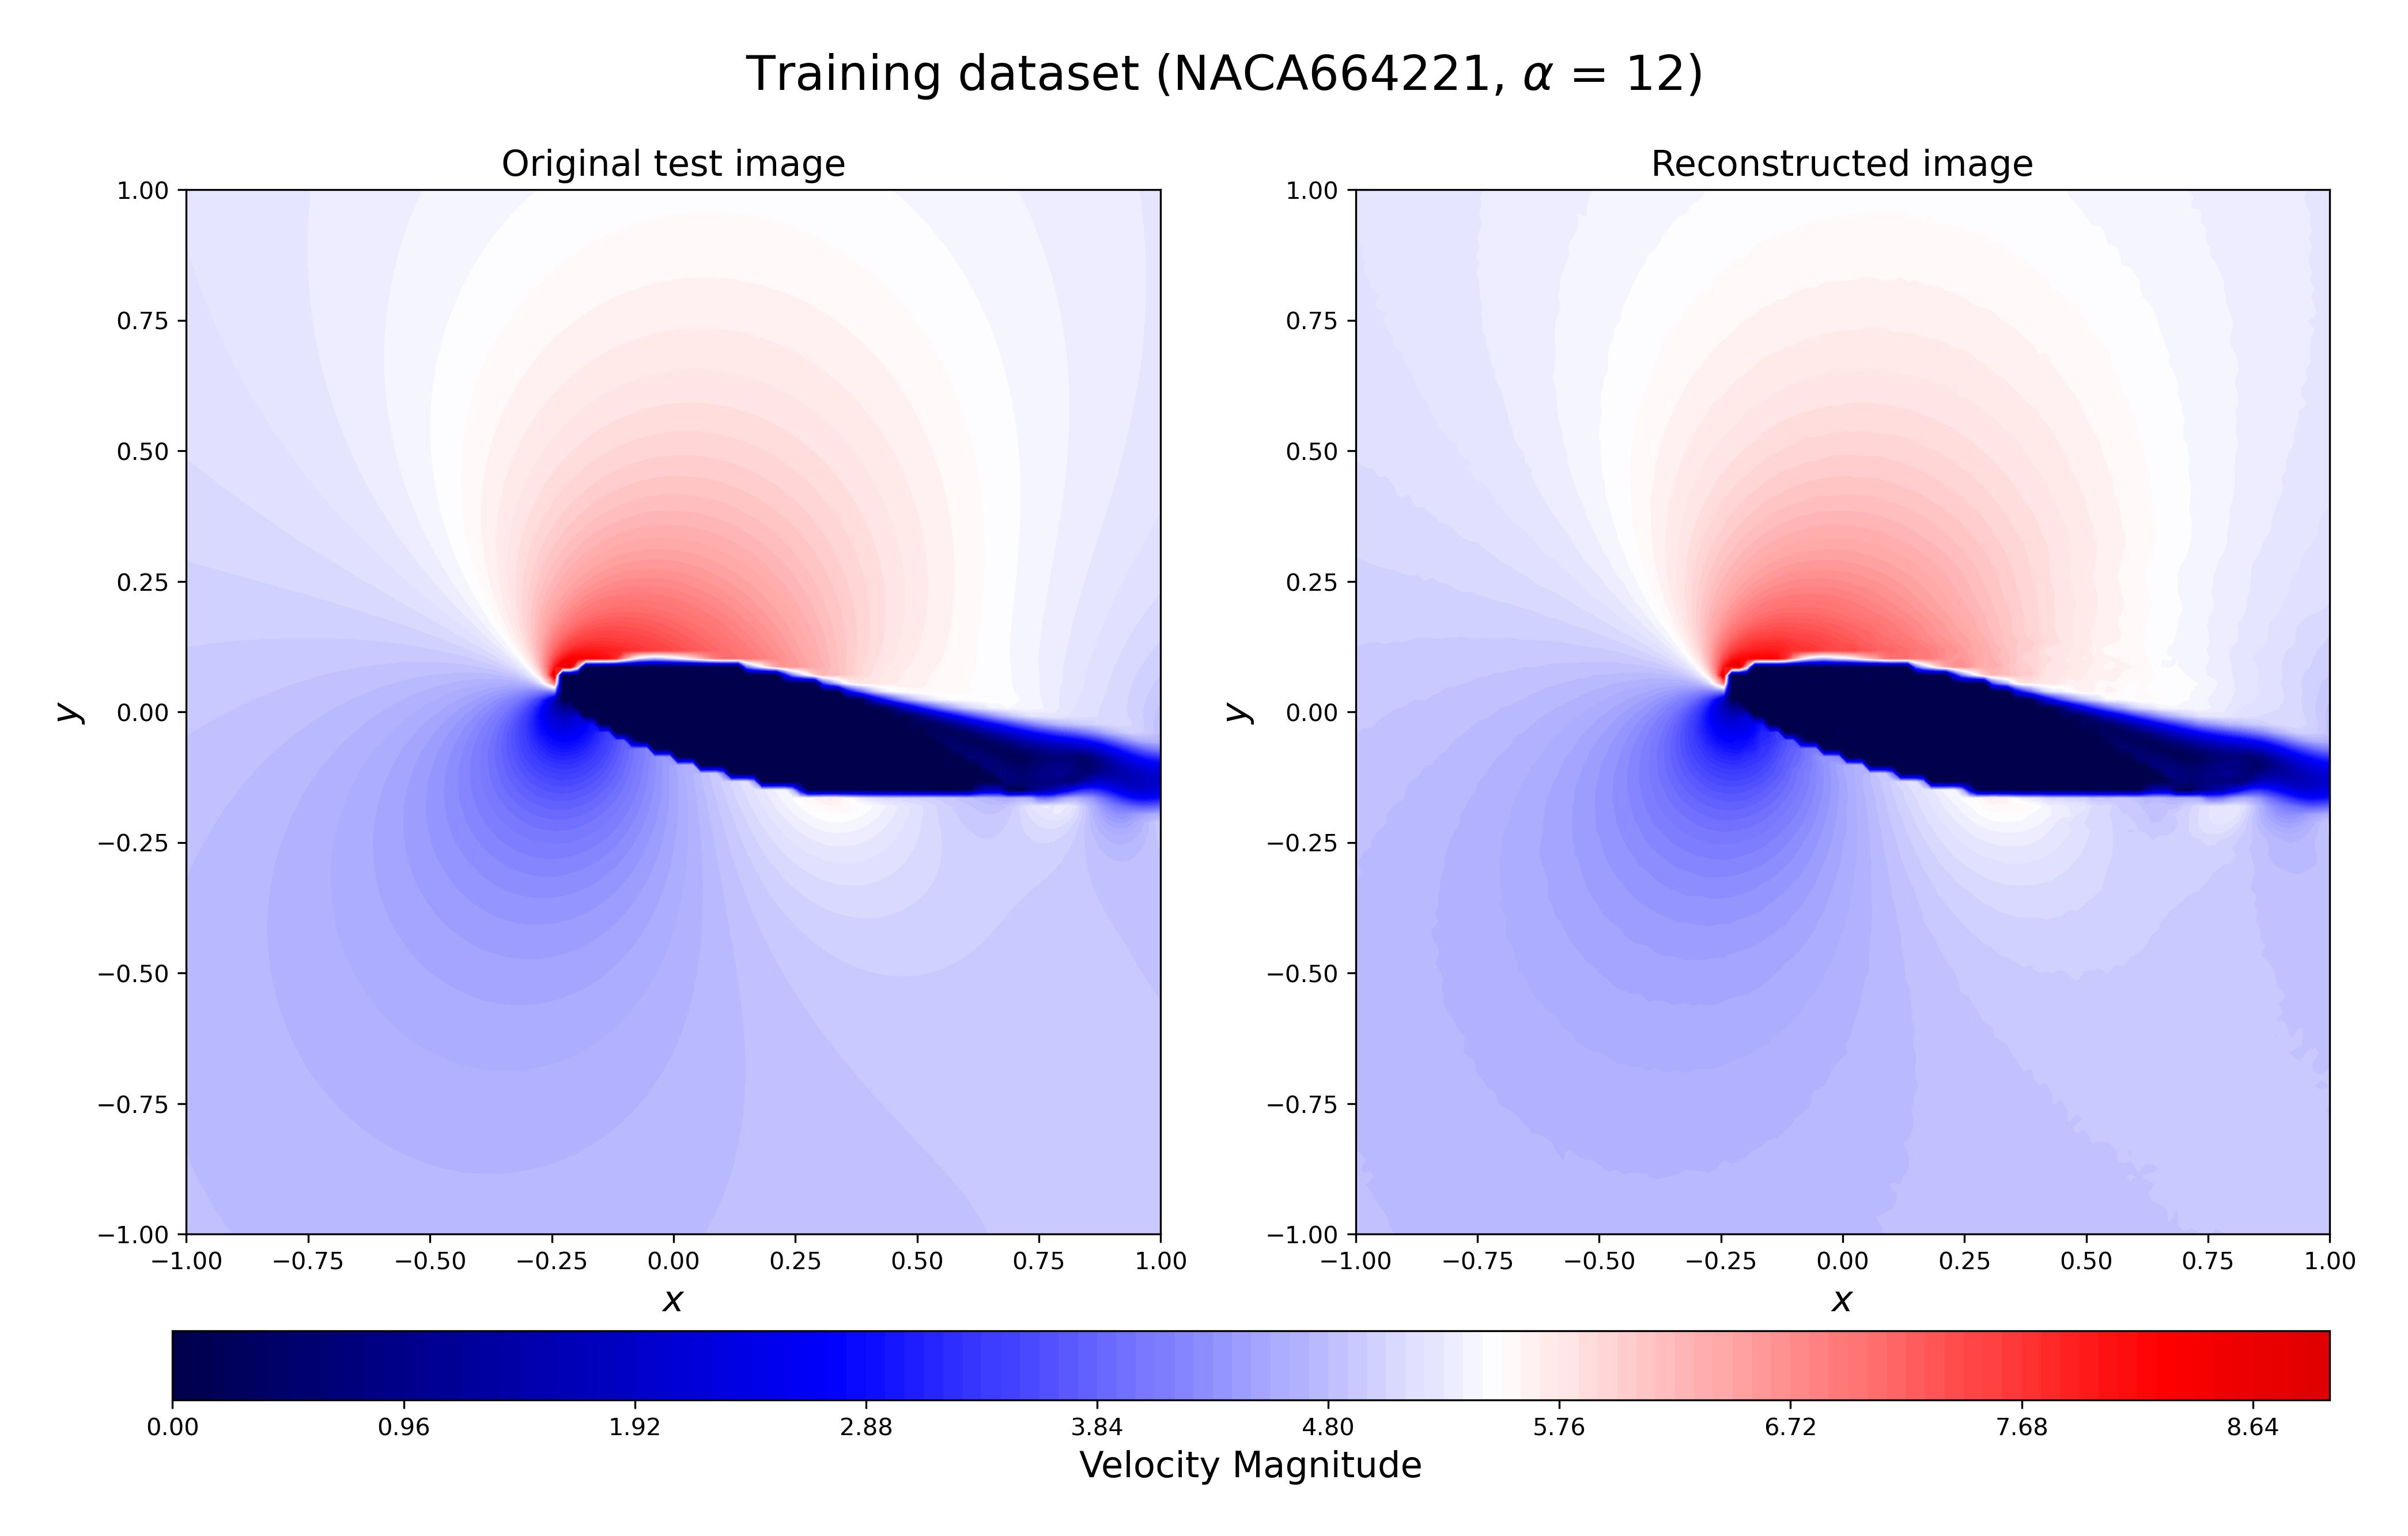 Training dataset (NACA664221, α = 12)
Original test image
Reconstructed image
1.00
0.75
0.50
0.25
0.00
−0.25
−0.50
−0.75
−1.00
y
−1.00 −0.75 −0.50 −0.25 0.00 0.25 0.50 0.75 1.00
x
1.00
0.75
0.50
0.25
0.00
−0.25
−0.50
−0.75
−1.00
y
−1.00 −0.75 −0.50 −0.25 0.00 0.25 0.50 0.75 1.00
x
0.00 0.96 1.92 2.88 3.84 4.80 5.76 6.72 7.68 8.64
Velocity Magnitude